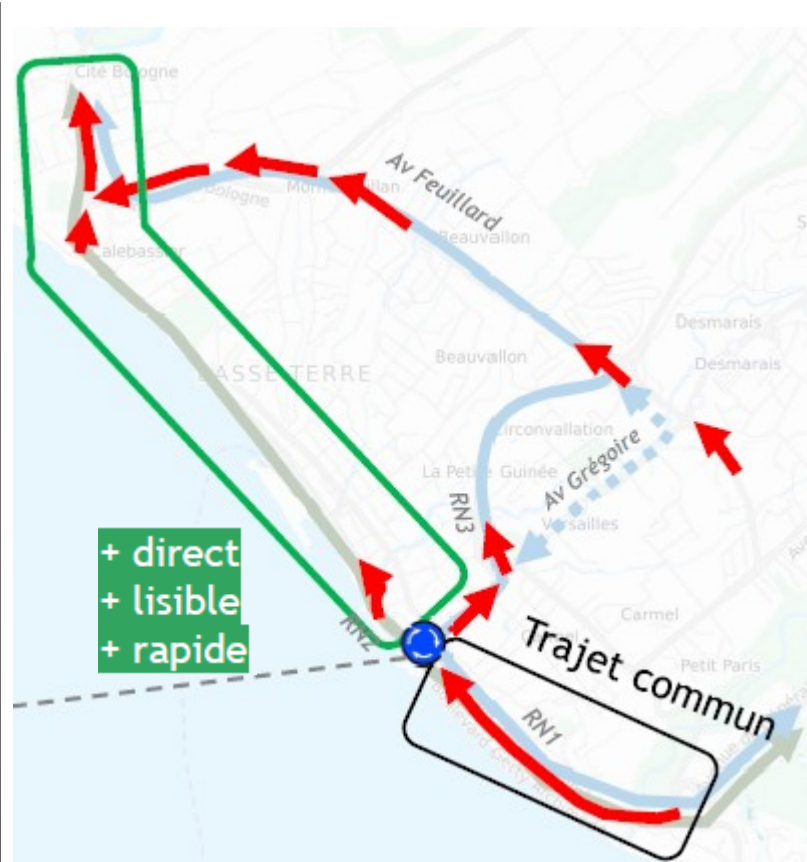 Cité Bologne
Av Feuillard
Bologne
Beauvallon
Calebassier
Desmarais
Beauvallon
Desmarais
BASSE-TERRE
Circonvallation
La Petite Guinée
Av Grégoire
RN3
Versailles
+ direct
+ lisible
+ rapide
RN2
Carmel
Trajet commun
Petit Paris
RN1